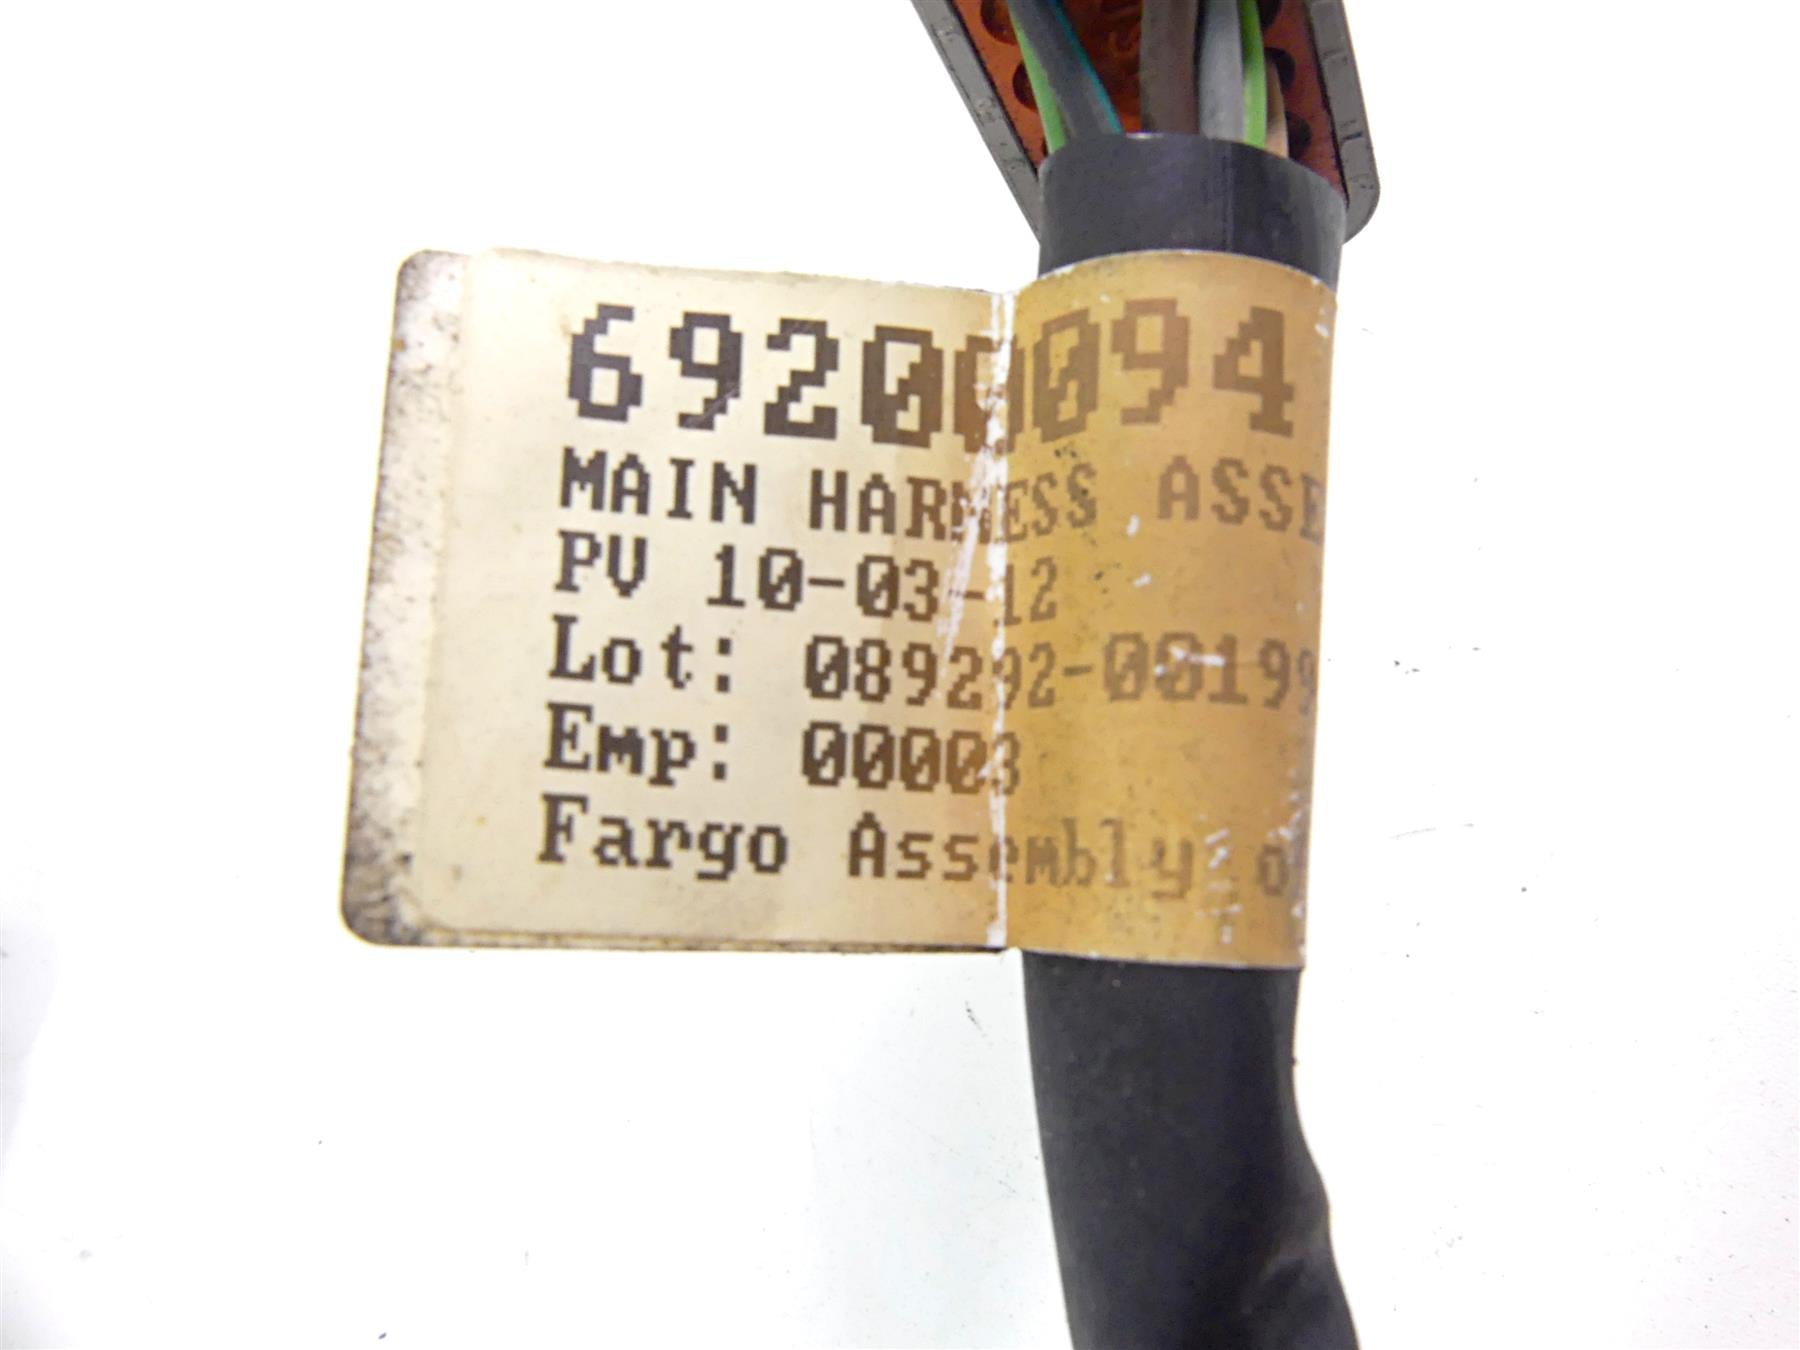 69200094
MAIN HARNESS ASSE
PV 10-03-12
Lot: 089292-00199
Emp: 00003
Fargo Assembly o